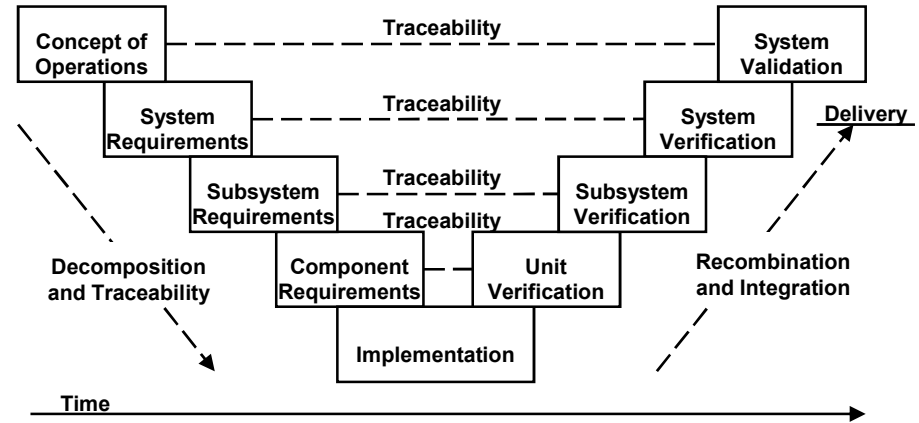 Traceability
Concept of
Operations
System
Validation
Traceability
System
Requirements
System
Verification
Delivery
Traceability
Subsystem
Requirements
Subsystem
Verification
Traceability
Decomposition
and Traceability
Component
Requirements
Unit
Verification
Recombination
and Integration
Implementation
Time